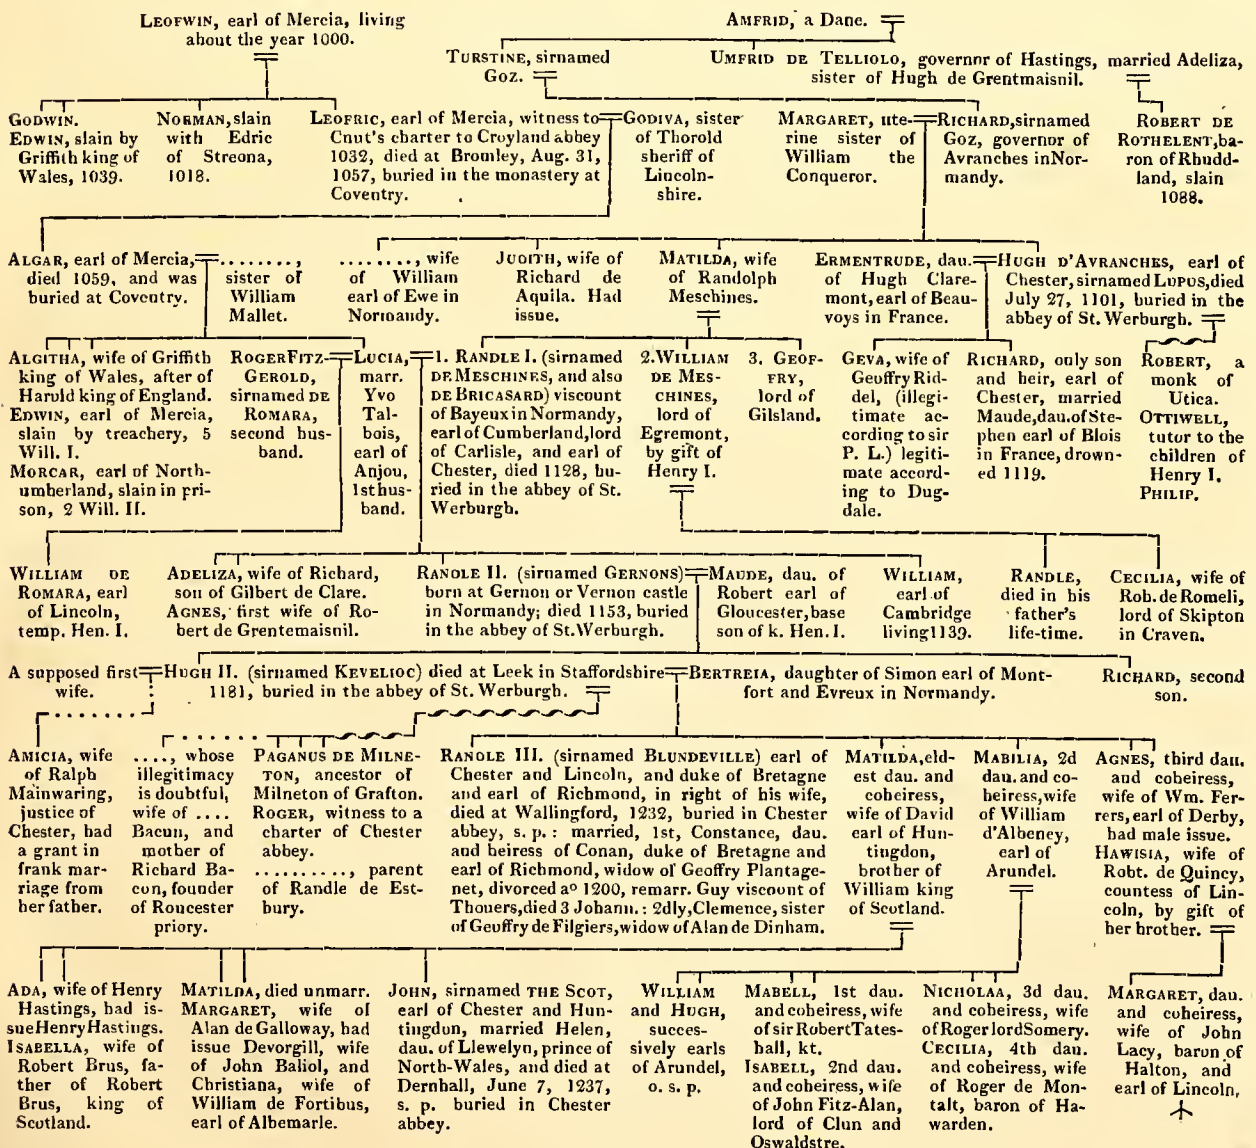 LEOFWIN, earl of Mercia, living
about the year 1000.
AMFRID, a Dane.
TURSTINE, sirnamed
Goz.
UMFRID DE TELLIOLO, governor of Hastings, married Adeliza,
sister of Hugh de Grentmaisnil.
GODWIN.
EDWIN, slain by
Griffith king of
Wales, 1039.
NORMAN, slain
with Edric
of Streona,
1018.
LEOFRIC, earl of Mercia, witness to
Cnut's charter to Croyland abbey
1032, died at Bromley, Aug. 31,
1057, buried in the monastery at
Coventry.
GODIVA, sister
of Thorold
sheriff of
Lincoln-
shire.
MARGARET, ute-
rine sister of
William the
Conqueror.
RICHARD, sirnamed
Goz, governor of
Avranches in Nor-
mandy.
ROBERT DE
ROTHELENT, ba-
ron of Rhudd-
land, slain
1088.
ALGAR, earl of Mercia,
died 1059, and was
buried at Coventry.
........,
sister of
William
Mallet.
........, wife
of William
earl of Ewe in
Normandy.
JUDITH, wife of
Richard de
Aquila. Had
issue.
MATILDA, wife
of Randolph
Meschines.
ERMENTRUDE, dau.
of Hugh Clare-
mont, earl of Beau-
voys in France.
HUGH D'AVRANCHES, earl of
Chester, sirnamed LUPUS, died
July 27, 1101, buried in the
abbey of St. Werburgh.
ALGITHA, wife of Griffith
king of Wales, after of
Harold king of England.
EDWIN, earl of Mercia,
slain by treachery, 5
Will. I.
MORCAR, earl of North-
umberland, slain in pri-
son, 2 Will. II.
ROGER FITZ-
GEROLD,
sirnamed DE
ROMARA,
second hus-
band.
LUCIA,
marr.
Yvo
Tal-
bois,
earl of
Anjou,
1st hus-
band.
1. RANDLE I. (sirnamed
DE MESCHINES, and also
DE BRICASARD) viscount
of Bayeux in Normandy,
earl of Cumberland, lord
of Carlisle, and earl of
Chester, died 1128, bu-
ried in the abbey of St.
Werburgh.
2. WILLIAM
DE MES-
CHINES,
lord of
Egremont,
by gift of
Henry I.
3. GEOF-
FRY,
lord of
Gilsland.
GEVA, wife of
Geoffry Rid-
del, (illegi-
timate ac-
cording to sir
P. L.) legiti-
mate accord-
ing to Dug-
dale.
RICHARD, only son
and heir, earl of
Chester, married
Maude, dau. of Ste-
phen earl of Blois
in France, drown-
ed 1119.
ROBERT, a
monk of
Utica.
OTTIWELL,
tutor to the
children of
Henry I.
PHILIP.
WILLIAM DE
ROMARA, earl
of Lincoln,
temp. Hen. I.
ADELIZA, wife of Richard,
son of Gilbert de Clare.
AGNES, first wife of Ro-
bert de Grentemaisnil.
RANDLE II. (sirnamed GERNONS)
born at Gernon or Vernon castle
in Normandy; died 1153, buried
in the abbey of St. Werburgh.
MAUDE, dau. of
Robert earl of
Gloucester, base
son of k. Hen. I.
WILLIAM,
earl of
Cambridge
living 1139.
RANDLE,
died in his
father's
life-time.
CECILIA, wife of
Rob. de Romeli,
lord of Skipton
in Craven.
A supposed first
wife.
HUGH II. (sirnamed KEVELIOC) died at Leek in Staffordshire
1181, buried in the abbey of St. Werburgh.
BERTREIA, daughter of Simon earl of Mont-
fort and Evreux in Normandy.
RICHARD, second
son.
AMICIA, wife
of Ralph
Mainwaring,
justice of
Chester, had
a grant in
frank mar-
riage from
her father.
...., whose
illegitimacy
is doubtful,
wife of ....
Bacun, and
mother of
Richard Ba-
cun, founder
of Roucester
priory.
PAGANUS DE MILNE-
TON, ancestor of
Milneton of Grafton.
ROGER, witness to a
charter of Chester
abbey.
.........., parent
of Randle de Est-
bury.
RANDLE III. (sirnamed BLUNDEVILLE) earl of
Chester and Lincoln, and duke of Bretagne
and earl of Richmond, in right of his wife,
died at Wallingford, 1232, buried in Chester
abbey, s. p.: married, 1st, Constance, dau.
and heiress of Conan, duke of Bretagne and
earl of Richmond, widow of Geoffry Plantage-
net, divorced aº 1200, remarr. Guy viscount of
Thouers, died 3 Johann.: 2dly, Clemence, sister
of Geoffry de Filgiers, widow of Alan de Dinham.
MATILDA, eld-
est dau. and
coheiress,
wife of David
earl of Hun-
tingdon,
brother of
William king
of Scotland.
MABILIA, 2d
dau. and co-
heiress, wife
of William
d'Albeney,
earl of
Arundel.
AGNES, third dau.
and coheiress,
wife of Wm. Fer-
rers, earl of Derby,
had male issue.
HAWISIA, wife of
Robt. de Quincy,
countess of Lin-
coln, by gift of
her brother.
ADA, wife of Henry
Hastings, had is-
sue Henry Hastings.
ISABELLA, wife of
Robert Brus, fa-
ther of Robert
Brus, king of
Scotland.
MATILDA, died unmarr.
MARGARET, wife of
Alan de Galloway, had
issue Devorgill, wife
of John Baliol, and
Christiana, wife of
William de Fortibus,
earl of Albemarle.
JOHN, sirnamed THE SCOT,
earl of Chester and Hun-
tingdon, married Helen,
dau. of Llewelyn, prince of
North-Wales, and died at
Dernhall, June 7, 1237,
s. p. buried in Chester
abbey.
WILLIAM
and HUGH,
succes-
sively earls
of Arundel,
o. s. p.
MABELL, 1st dau.
and coheiress, wife
of sir Robert Tates-
hall, kt.
ISABELL, 2nd dau.
and coheiress, wife
of John Fitz-Alan,
lord of Clun and
Oswaldstre.
NICHOLAA, 3d dau.
and coheiress, wife
of Roger lord Somery.
CECILIA, 4th dau.
and coheiress, wife
of Roger de Mon-
talt, baron of Ha-
warden.
MARGARET, dau.
and coheiress,
wife of John
Lacy, baron of
Halton, and
earl of Lincoln,